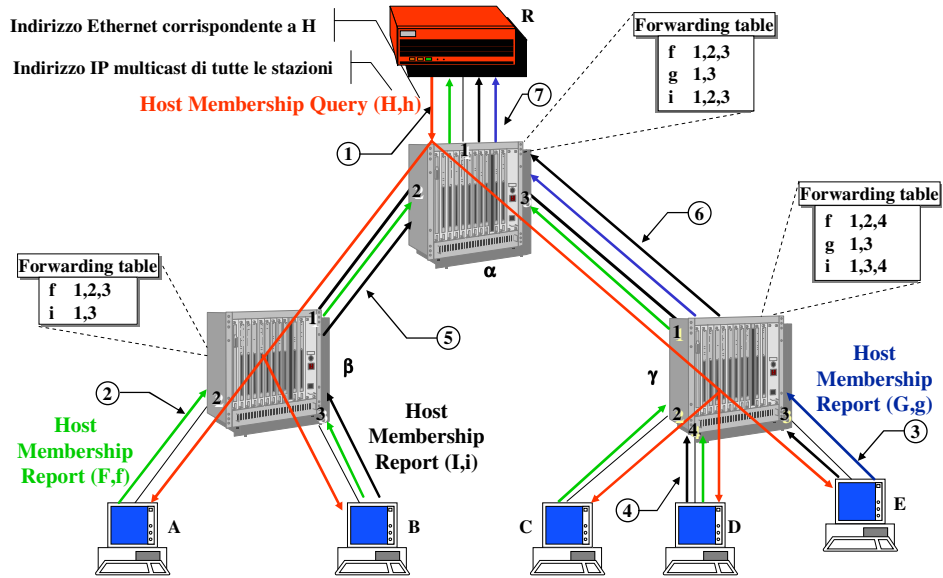 Indirizzo Ethernet corrispondente a H
Indirizzo IP multicast di tutte le stazioni
Host Membership Query (H,h)
R
1
7
Forwarding table
f 1,2,3
g 1,3
i 1,2,3
1
2
3
α
6
Forwarding table
f 1,2,4
g 1,3
i 1,3,4
Forwarding table
f 1,2,3
i 1,3
5
1
2
3
β
1
2
4
3
γ
2
Host
Membership
Report (F,f)
Host
Membership
Report (I,i)
Host
Membership
Report (G,g)
3
4
A
B
C
D
E